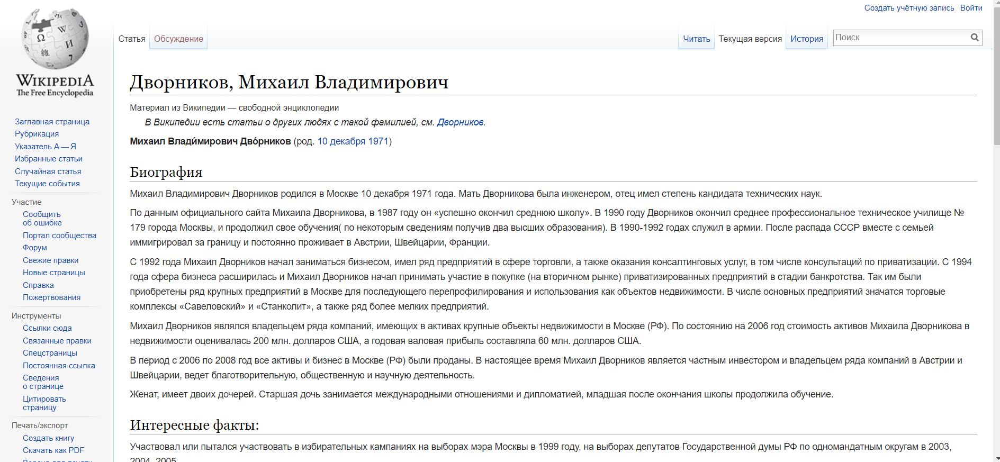 Создать учётную запись Войти
Статья Обсуждение Читать Текущая версия История Поиск
WIKIPEDIA
The Free Encyclopedia
Заглавная страница
Рубрикация
Указатель А — Я
Избранные статьи
Случайная статья
Текущие события
Участие
Сообщить
об ошибке
Портал сообщества
Форум
Свежие правки
Новые страницы
Справка
Пожертвования
Инструменты
Ссылки сюда
Связанные правки
Спецстраницы
Постоянная ссылка
Сведения
о странице
Цитировать
страницу
Печать/экспорт
Создать книгу
Скачать как PDF
Версия для печати
Дворников, Михаил Владимирович
Материал из Википедии — свободной энциклопедии
В Википедии есть статьи о других людях с такой фамилией, см. Дворников.
Михаил Влади́мирович Дво́рников (род. 10 декабря 1971)
Биография
Михаил Владимирович Дворников родился в Москве 10 декабря 1971 года. Мать Дворникова была инженером, отец имел степень кандидата технических наук.
По данным официального сайта Михаила Дворникова, в 1987 году он «успешно окончил среднюю школу». В 1990 году Дворников окончил среднее профессиональное техническое училище №
179 города Москвы, и продолжил свое обучения( по некоторым сведениям получив два высших образования). В 1990-1992 годах служил в армии. После распада СССР вместе с семьей
иммигрировал за границу и постоянно проживает в Австрии, Швейцарии, Франции.
С 1992 года Михаил Дворников начал заниматься бизнесом, имел ряд предприятий в сфере торговли, а также оказания консалтинговых услуг, в том числе консультаций по приватизации. С 1994
года сфера бизнеса расширилась и Михаил Дворников начал принимать участие в покупке (на вторичном рынке) приватизированных предприятий в стадии банкротства. Так им были
приобретены ряд крупных предприятий в Москве для последующего перепрофилирования и использования как объектов недвижимости. В числе основных предприятий значатся торговые
комплексы «Савеловский» и «Станколит», а также ряд более мелких предприятий.
Михаил Дворников являлся владельцем ряда компаний, имеющих в активах крупные объекты недвижимости в Москве (РФ). По состоянию на 2006 год стоимость активов Михаила Дворникова в
недвижимости оценивалась 200 млн. долларов США, а годовая валовая прибыль составляла 60 млн. долларов США.
В период с 2006 по 2008 год все активы и бизнес в Москве (РФ) были проданы. В настоящее время Михаил Дворников является частным инвестором и владельцем ряда компаний в Австрии и
Швейцарии, ведет благотворительную, общественную и научную деятельность.
Женат, имеет двоих дочерей. Старшая дочь занимается международными отношениями и дипломатией, младшая после окончания школы продолжила обучение.
Интересные факты:
Участвовал или пытался участвовать в избирательных кампаниях на выборах мэра Москвы в 1999 году, на выборах депутатов Государственной думы РФ по одномандатным округам в 2003,
2004, 2005